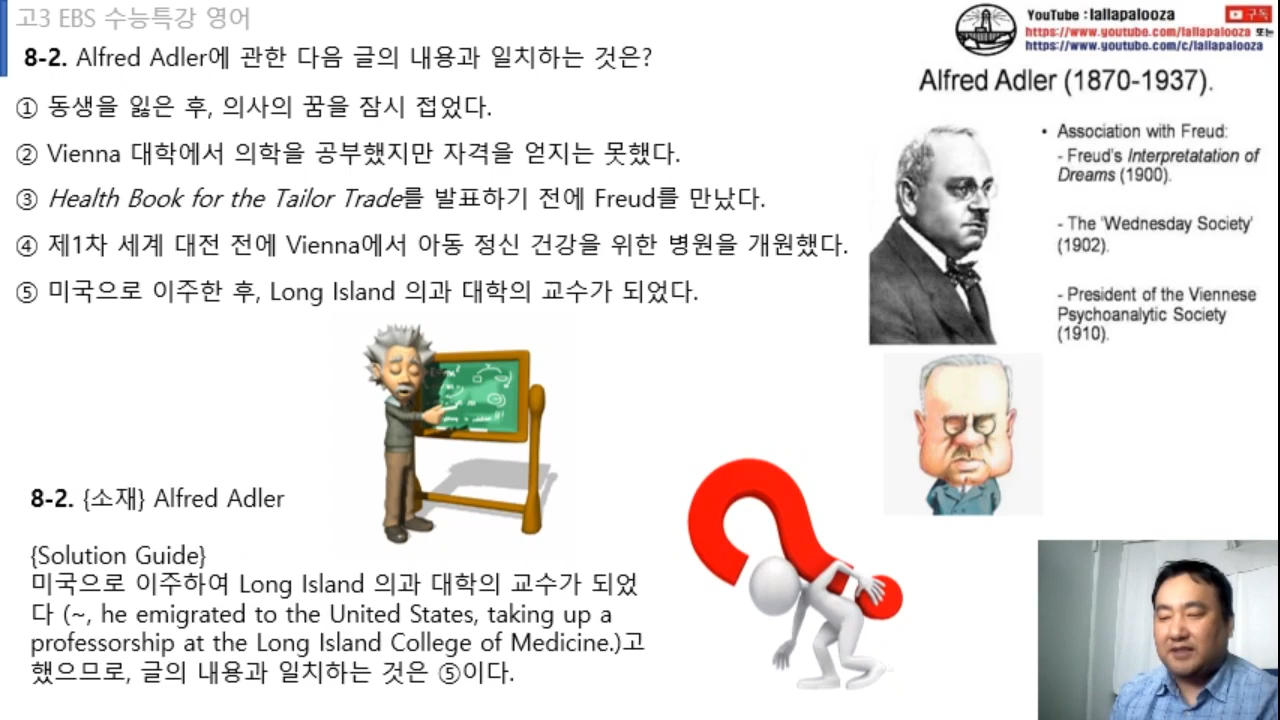 고3 EBS 수능특강 영어
8-2. Alfred Adler에 관한 다음 글의 내용과 일치하는 것은?
① 동생을 잃은 후, 의사의 꿈을 잠시 접었다.
② Vienna 대학에서 의학을 공부했지만 자격을 얻지는 못했다.
③ Health Book for the Tailor Trade를 발표하기 전에 Freud를 만났다.
④ 제1차 세계 대전 전에 Vienna에서 아동 정신 건강을 위한 병원을 개원했다.
⑤ 미국으로 이주한 후, Long Island 의과 대학의 교수가 되었다.
YouTube : lallapalooza
구독
https://www.youtube.com/lallapalooza 또는
https://www.youtube.com/c/lallapalooza
Alfred Adler (1870-1937).
• Association with Freud:
- Freud's Interpretatation of
Dreams (1900).
- The 'Wednesday Society'
(1902).
- President of the Viennese
Psychoanalytic Society
(1910).
8-2. {소재} Alfred Adler
{Solution Guide}
미국으로 이주하여 Long Island 의과 대학의 교수가 되었
다 (~, he emigrated to the United States, taking up a
professorship at the Long Island College of Medicine.)고
했으므로, 글의 내용과 일치하는 것은 ⑤이다.